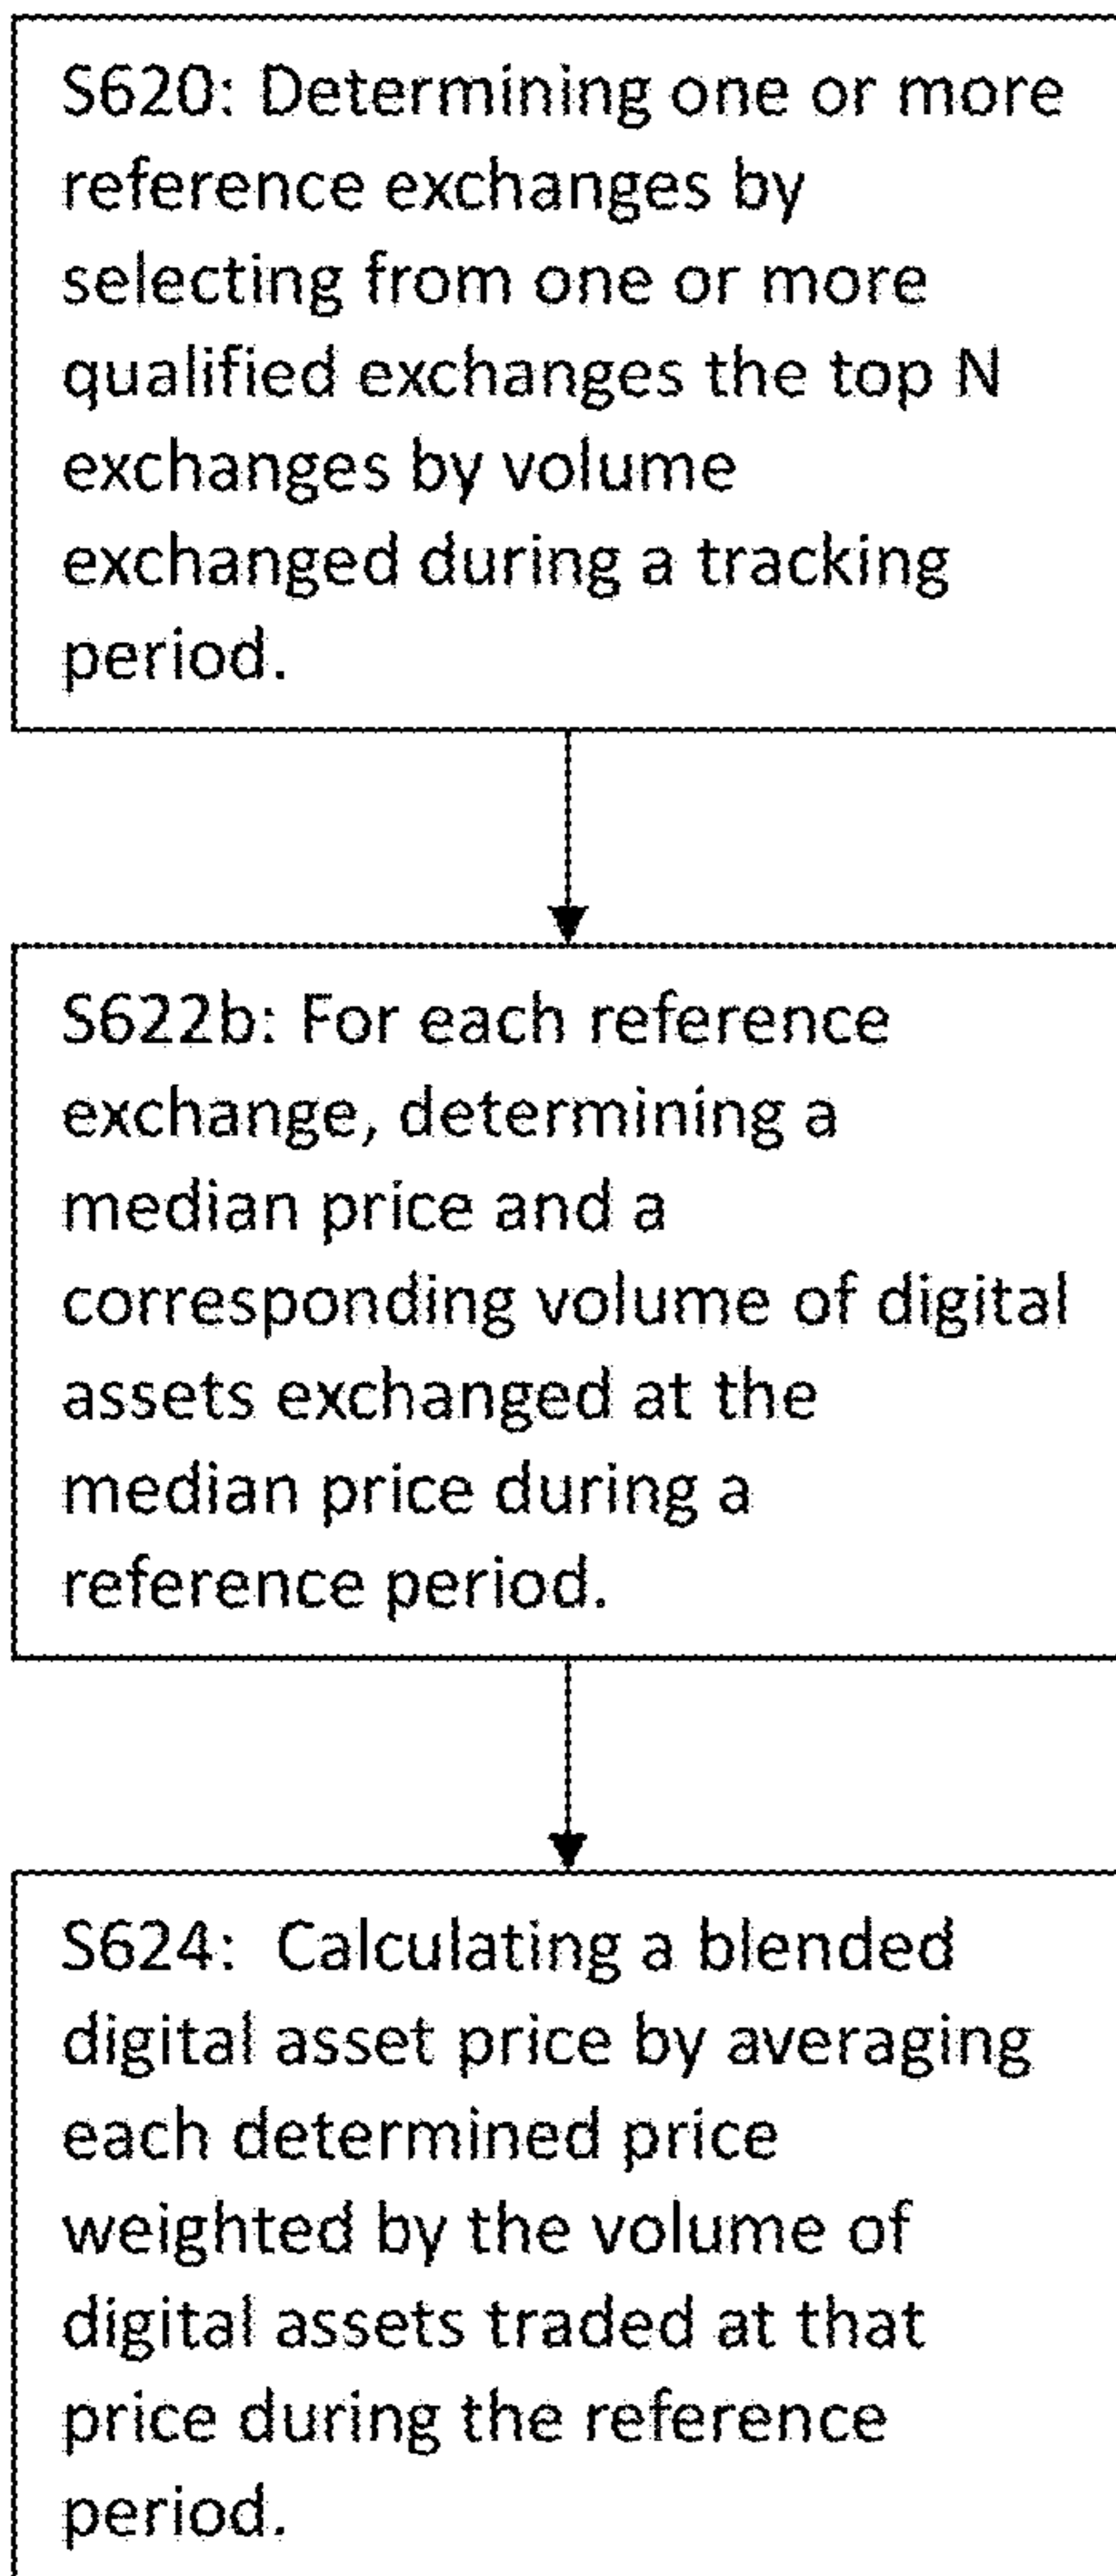 S620: Determining one or more
reference exchanges by
selecting from one or more
qualified exchanges the top N
exchanges by volume
exchanged during a tracking
period.
S622b: For each reference
exchange, determining a
median price and a
corresponding volume of digital
assets exchanged at the
median price during a
reference period.
S624: Calculating a blended
digital asset price by averaging
each determined price
weighted by the volume of
digital assets traded at that
price during the reference
period.